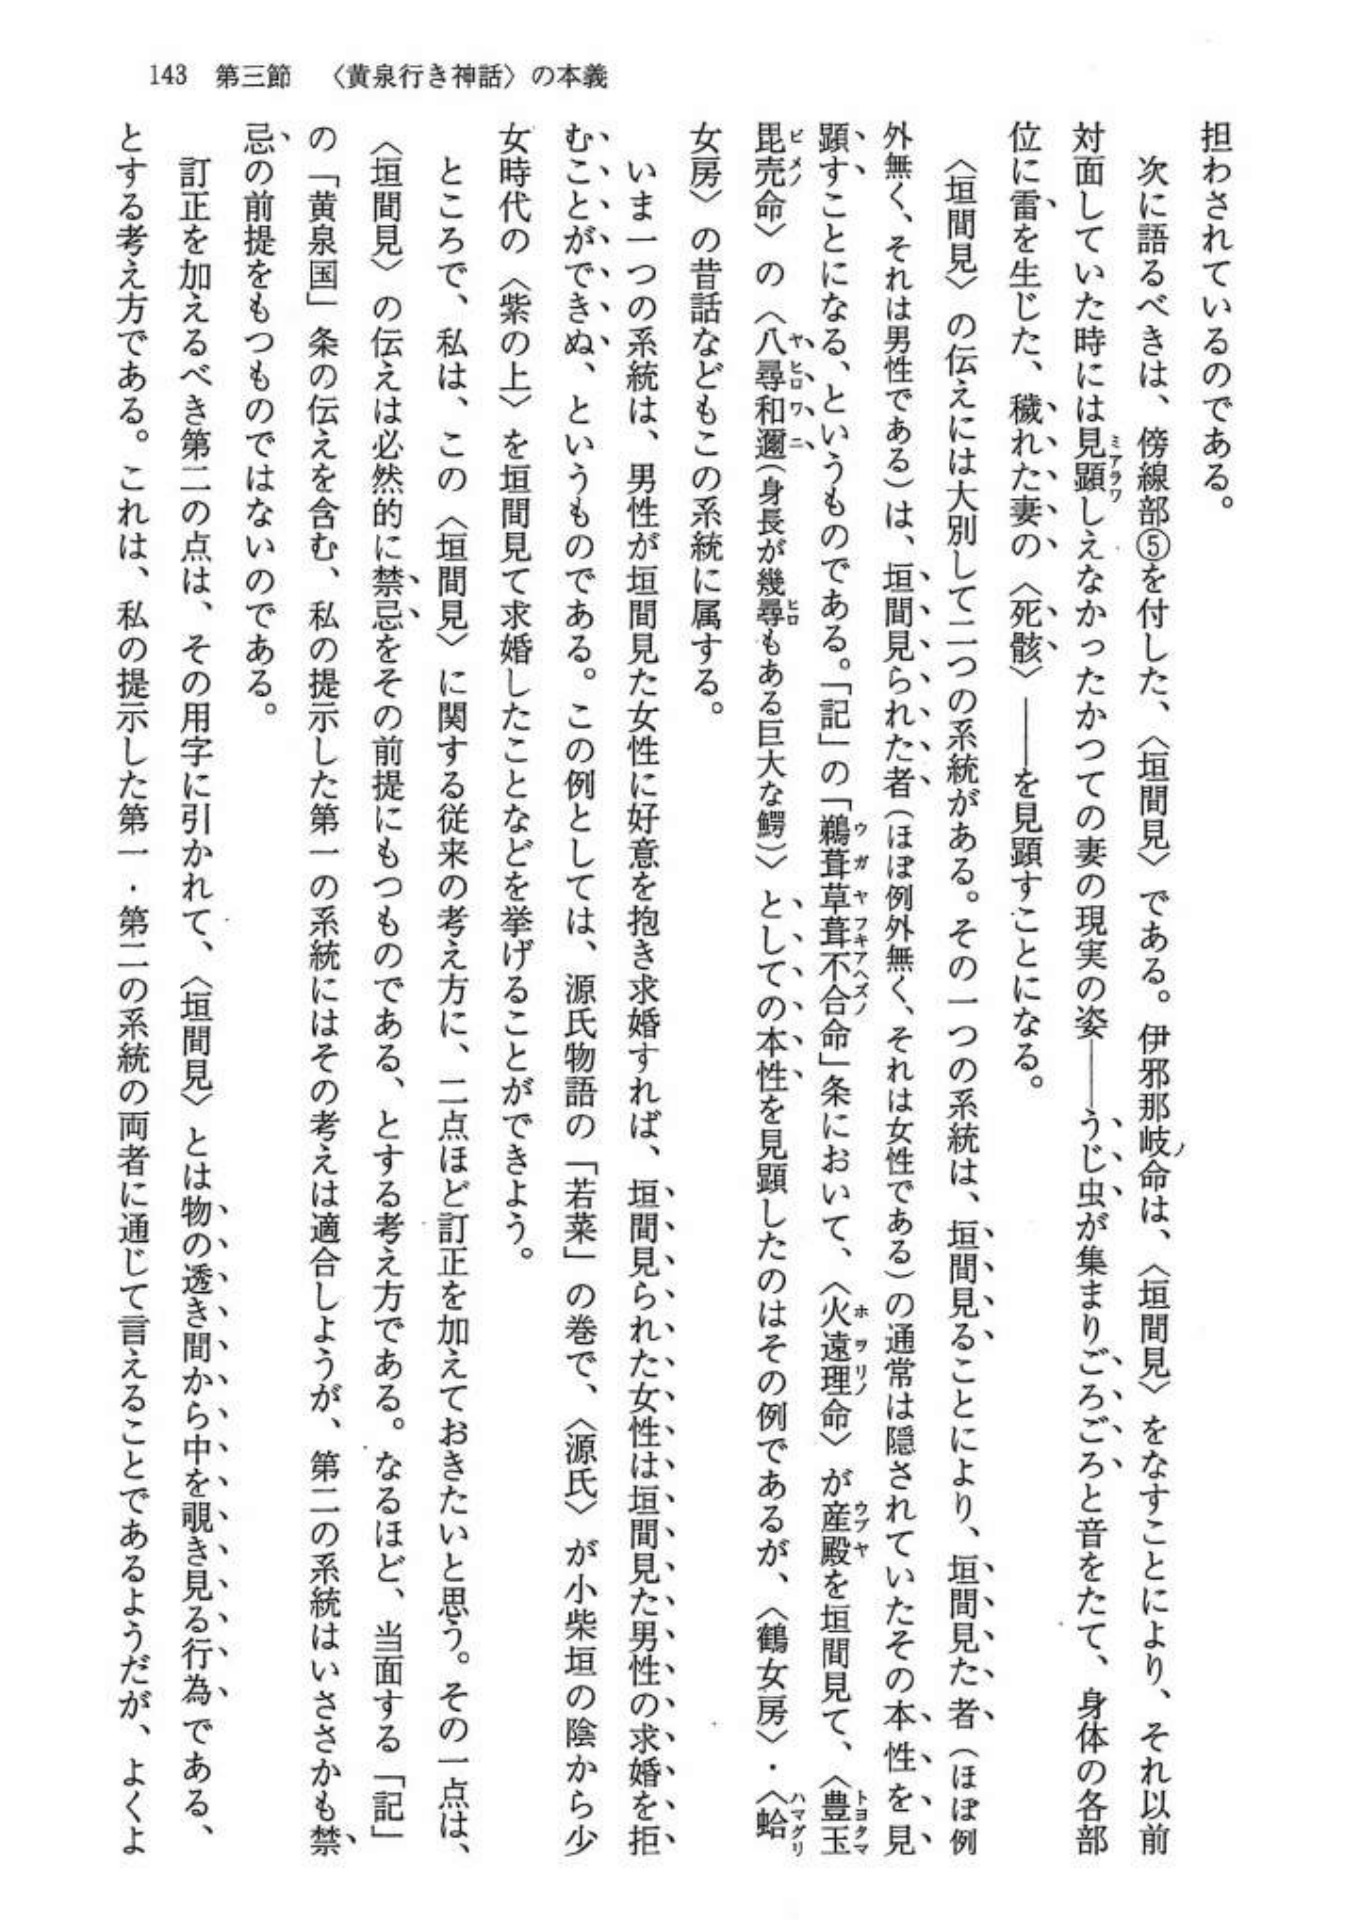 143　第三節　〈黄泉行き神話〉の本義
担わされているのである。
　次に語るべきは、傍線部⑤を付した、〈垣間見〉である。伊邪那岐命は、〈垣間見〉をなすことにより、それ以前
対面していた時には見顕しえなかったかつての妻の現実の姿――うじ虫が集まりごろごろと音をたて、身体の各部
位に雷を生じた、穢れた妻の〈死骸〉――を見顕すことになる。
　〈垣間見〉の伝えには大別して二つの系統がある。その一つの系統は、垣間見ることにより、垣間見た者（ほぼ例
外無く、それは男性である）は、垣間見られた者（ほぼ例外無く、それは女性である）の通常は隠されていたその本性を見
顕すことになる、というものである。「記」の「鵜葺草葺不合命」条において、〈火遠理命〉が産殿を垣間見て、〈豊玉
毘売命〉の〈八尋和邇（身長が幾尋もある巨大な鰐）〉としての本性を見顕したのはその例であるが、〈鶴女房〉・〈蛤
女房〉の昔話などもこの系統に属する。
　いま一つの系統は、男性が垣間見た女性に好意を抱き求婚すれば、垣間見られた女性は垣間見た男性の求婚を拒
むことができぬ、というものである。この例としては、源氏物語の「若菜」の巻で、〈源氏〉が小柴垣の陰から少
女時代の〈紫の上〉を垣間見て求婚したことなどを挙げることができよう。
　ところで、私は、この〈垣間見〉に関する従来の考え方に、二点ほど訂正を加えておきたいと思う。その一点は、
〈垣間見〉の伝えは必然的に禁忌をその前提にもつものである、とする考え方である。なるほど、当面する「記」
の「黄泉国」条の伝えを含む、私の提示した第一の系統にはその考えは適合しようが、第二の系統はいささかも禁
忌の前提をもつものではないのである。
　訂正を加えるべき第二の点は、その用字に引かれて、〈垣間見〉とは物の透き間から中を覗き見る行為である、
とする考え方である。これは、私の提示した第一・第二の系統の両者に通じて言えることであるようだが、よくよ